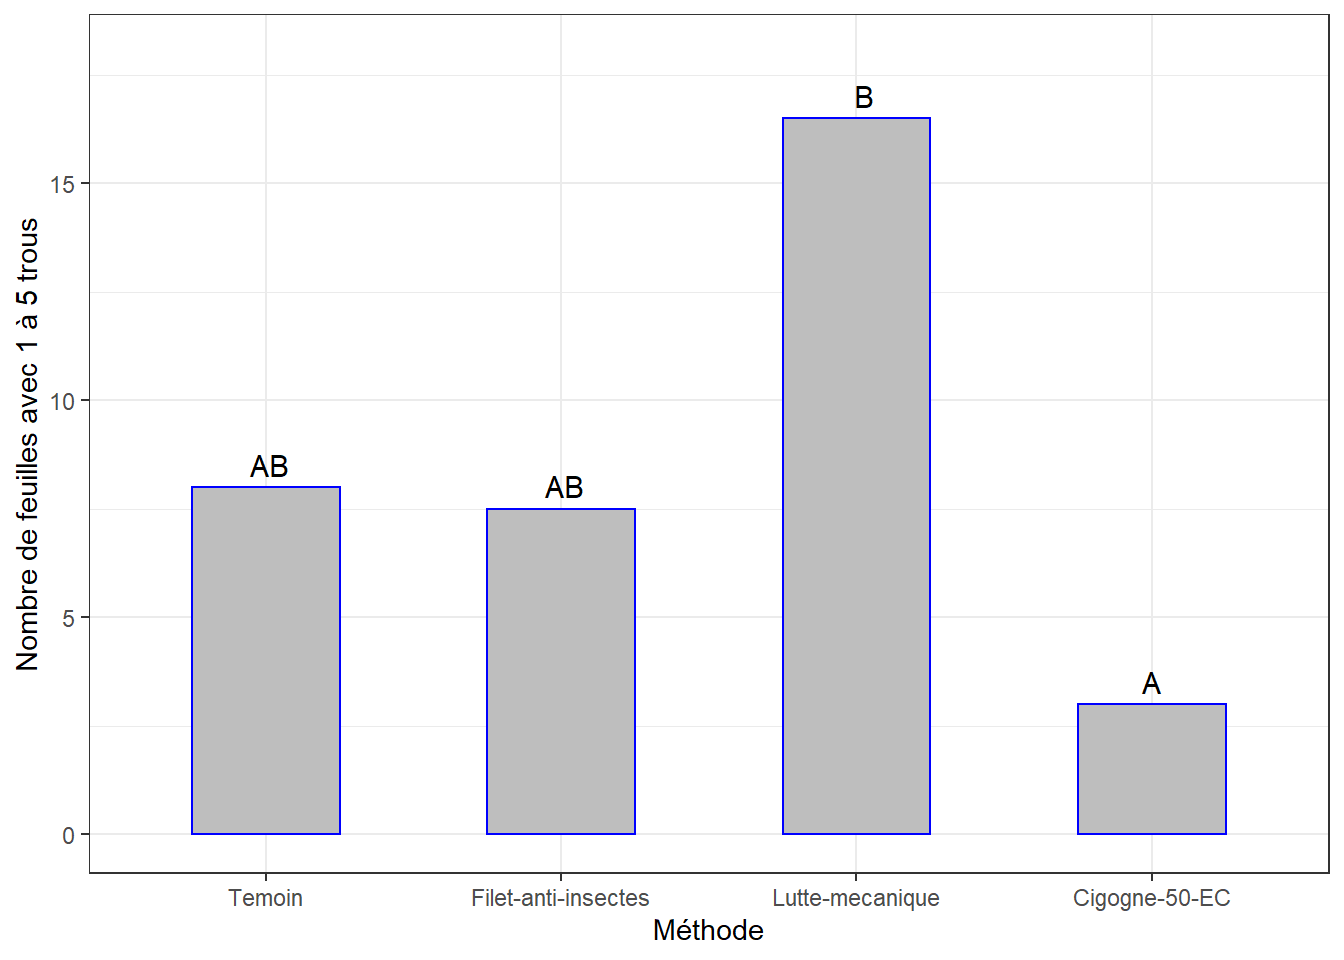 Nombre de feuilles avec 1 à 5 trous
15
10
5
0
AB
AB
B
A
Temoin
Filet-anti-insectes
Lutte-mecanique
Cigogne-50-EC
Méthode